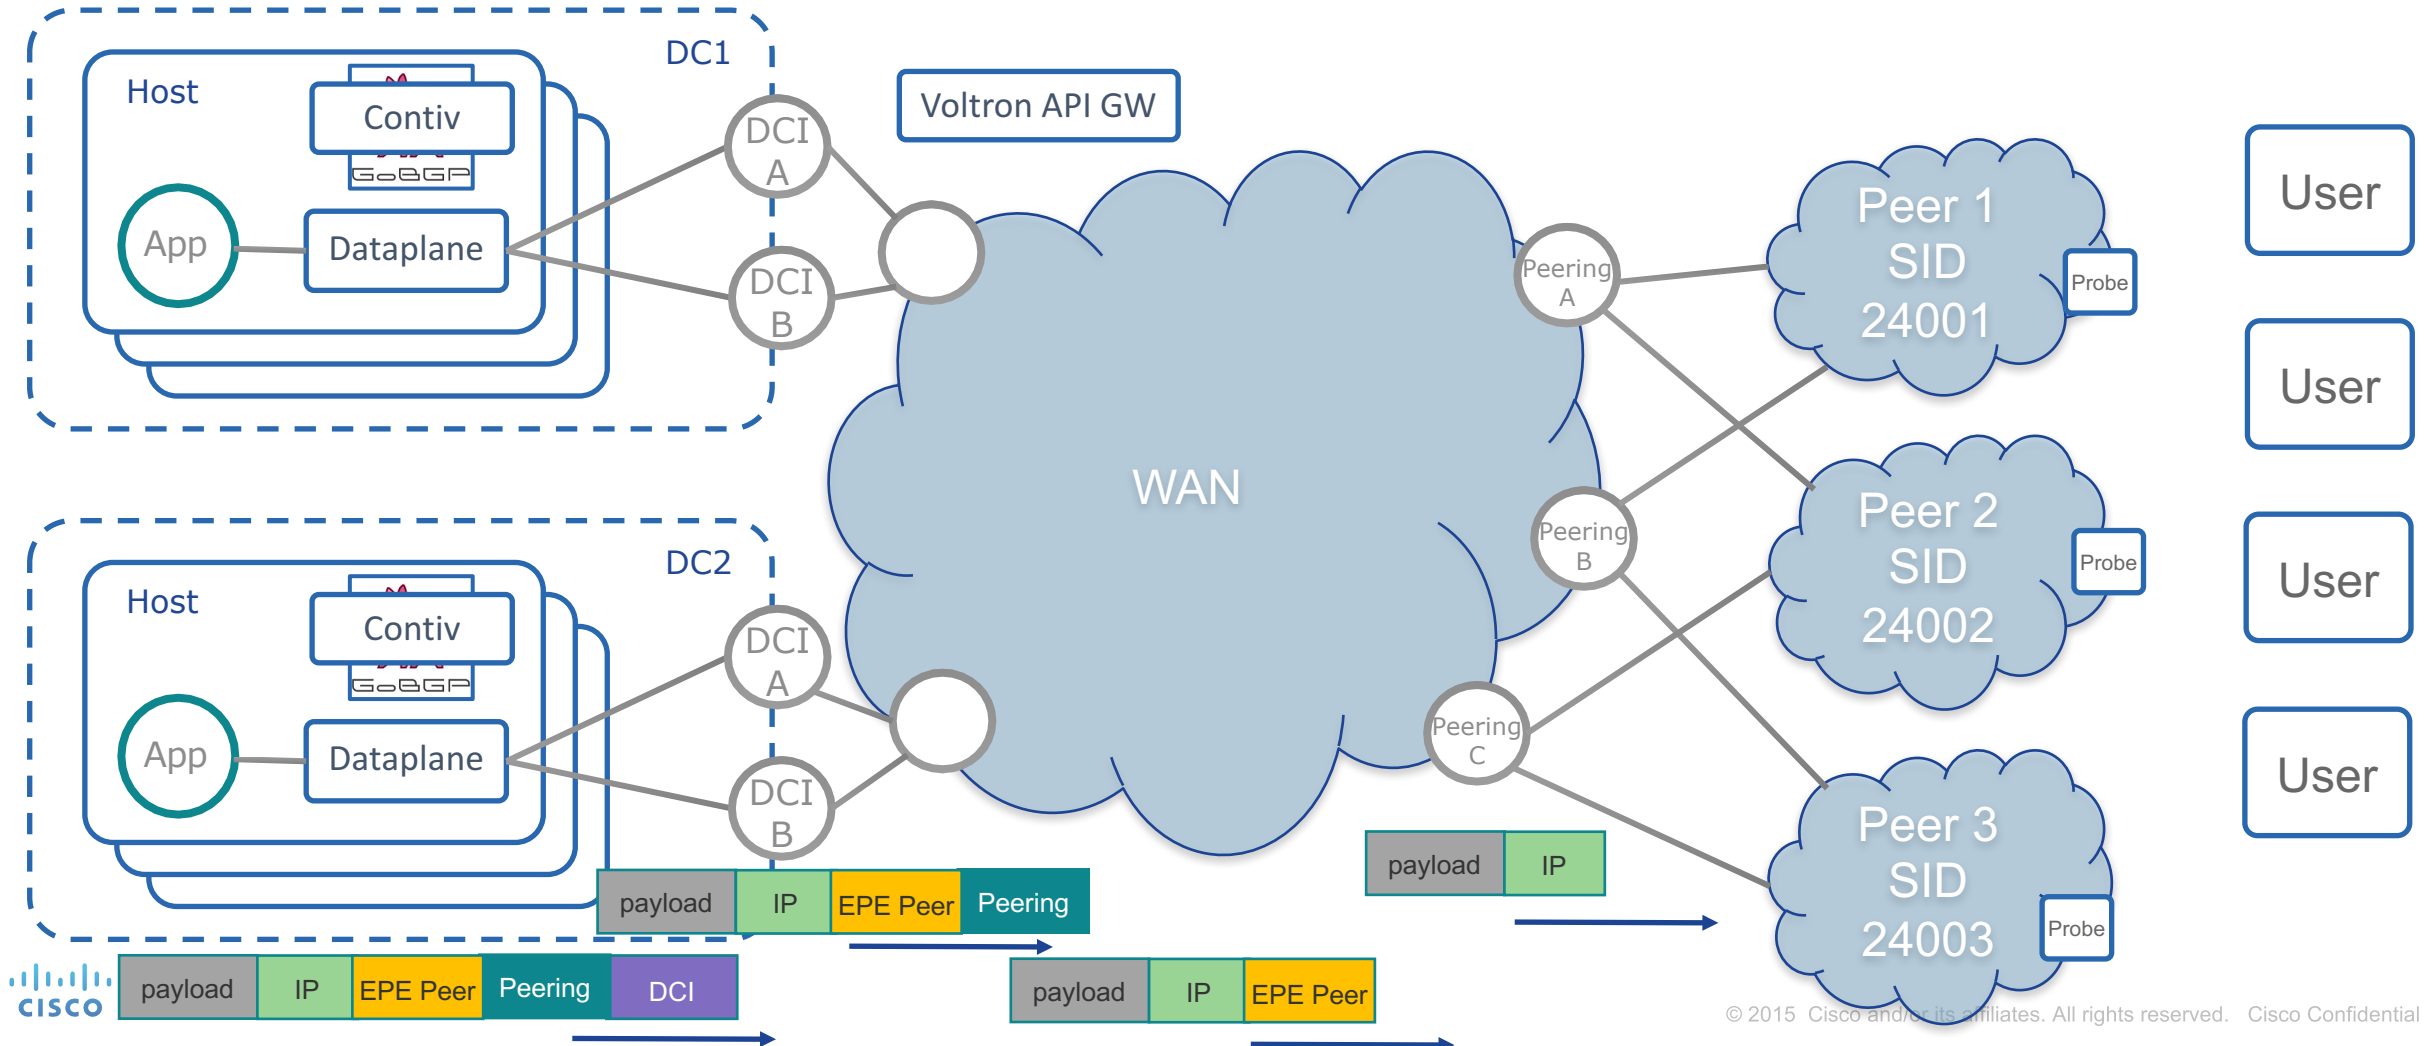 DC1
Host
Contiv
GoBGP
App
Dataplane
DCI
A
DCI
B
Voltron API GW
WAN
Peering
A
Peering
B
Peering
C
Peer 1
SID
24001
Probe
Peer 2
SID
24002
Probe
Peer 3
SID
24003
Probe
User
User
User
User
DC2
Host
Contiv
GoBGP
App
Dataplane
DCI
A
DCI
B
payload IP
payload IP EPE Peer Peering
payload IP EPE Peer Peering DCI
payload IP EPE Peer
CISCO
© 2015 Cisco and/or its affiliates. All rights reserved. Cisco Confidential